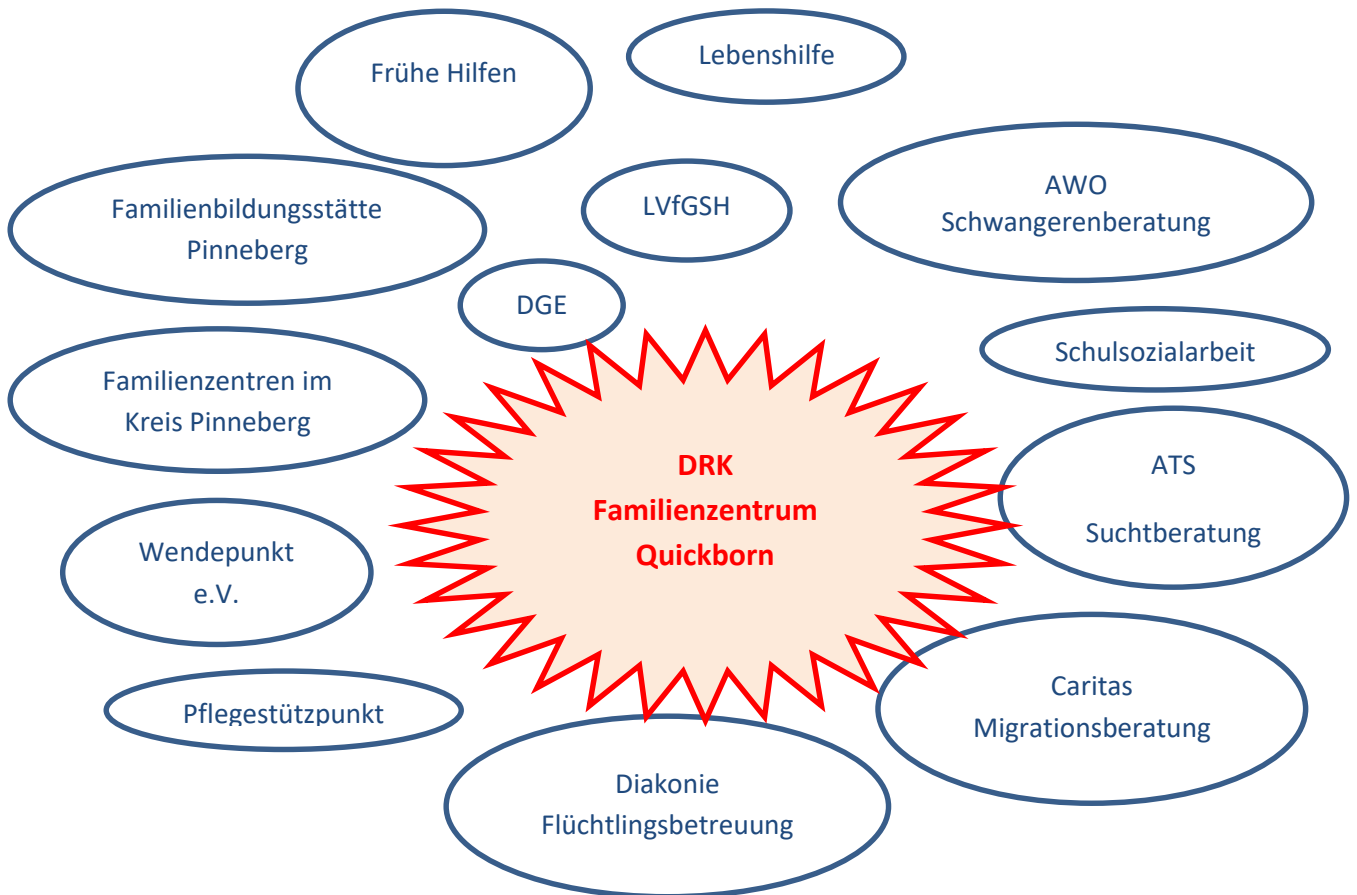 Frühe Hilfen
Lebenshilfe
Familienbildungsstätte
Pinneberg
LVfGSH
AWO
Schwangerenberatung
DGE
Schulsozialarbeit
Familienzentren im
Kreis Pinneberg
DRK
Familienzentrum
Quickborn
ATS
Suchtberatung
Wendepunkt
e.V.
Pflegestützpunkt
Caritas
Migrationsberatung
Diakonie
Flüchtlingsbetreuung